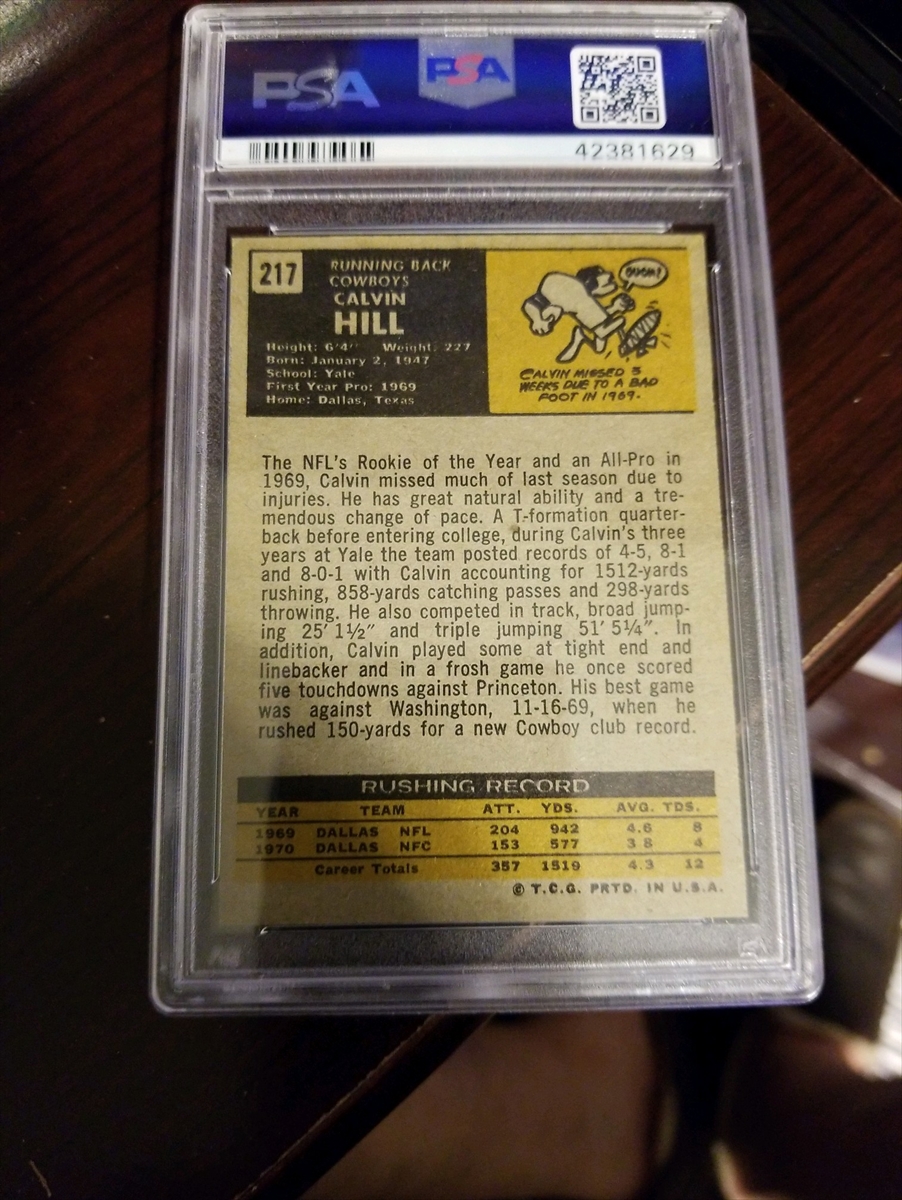 PSA
PSA
42381629
217
RUNNING BACK
COWBOYS
CALVIN
HILL
Height: 6'4" Weight: 227
Born: January 2, 1947
School: Yale
First Year Pro: 1969
Home: Dallas, Texas
OUCH!
CALVIN MISSED 3
WEEKS DUE TO A BAD
FOOT IN 1969.
The NFL's Rookie of the Year and an All-Pro in
1969, Calvin missed much of last season due to
injuries. He has great natural ability and a tre-
mendous change of pace. A T-formation quarter-
back before entering college, during Calvin's three
years at Yale the team posted records of 4-5, 8-1
and 8-0-1 with Calvin accounting for 1512-yards
rushing, 858-yards catching passes and 298-yards
throwing. He also competed in track, broad jump-
ing 25' 1½" and triple jumping 51' 5¼". In
addition, Calvin played some at tight end and
linebacker and in a frosh game he once scored
five touchdowns against Princeton. His best game
was against Washington, 11-16-69, when he
rushed 150-yards for a new Cowboy club record.
RUSHING RECORD
YEAR TEAM ATT. YDS. AVG. TDS.
1969 DALLAS NFL 204 942 4.6 8
1970 DALLAS NFC 153 577 3.8 4
Career Totals 357 1519 4.3 12
© T.C.G. PRTD. IN U.S.A.